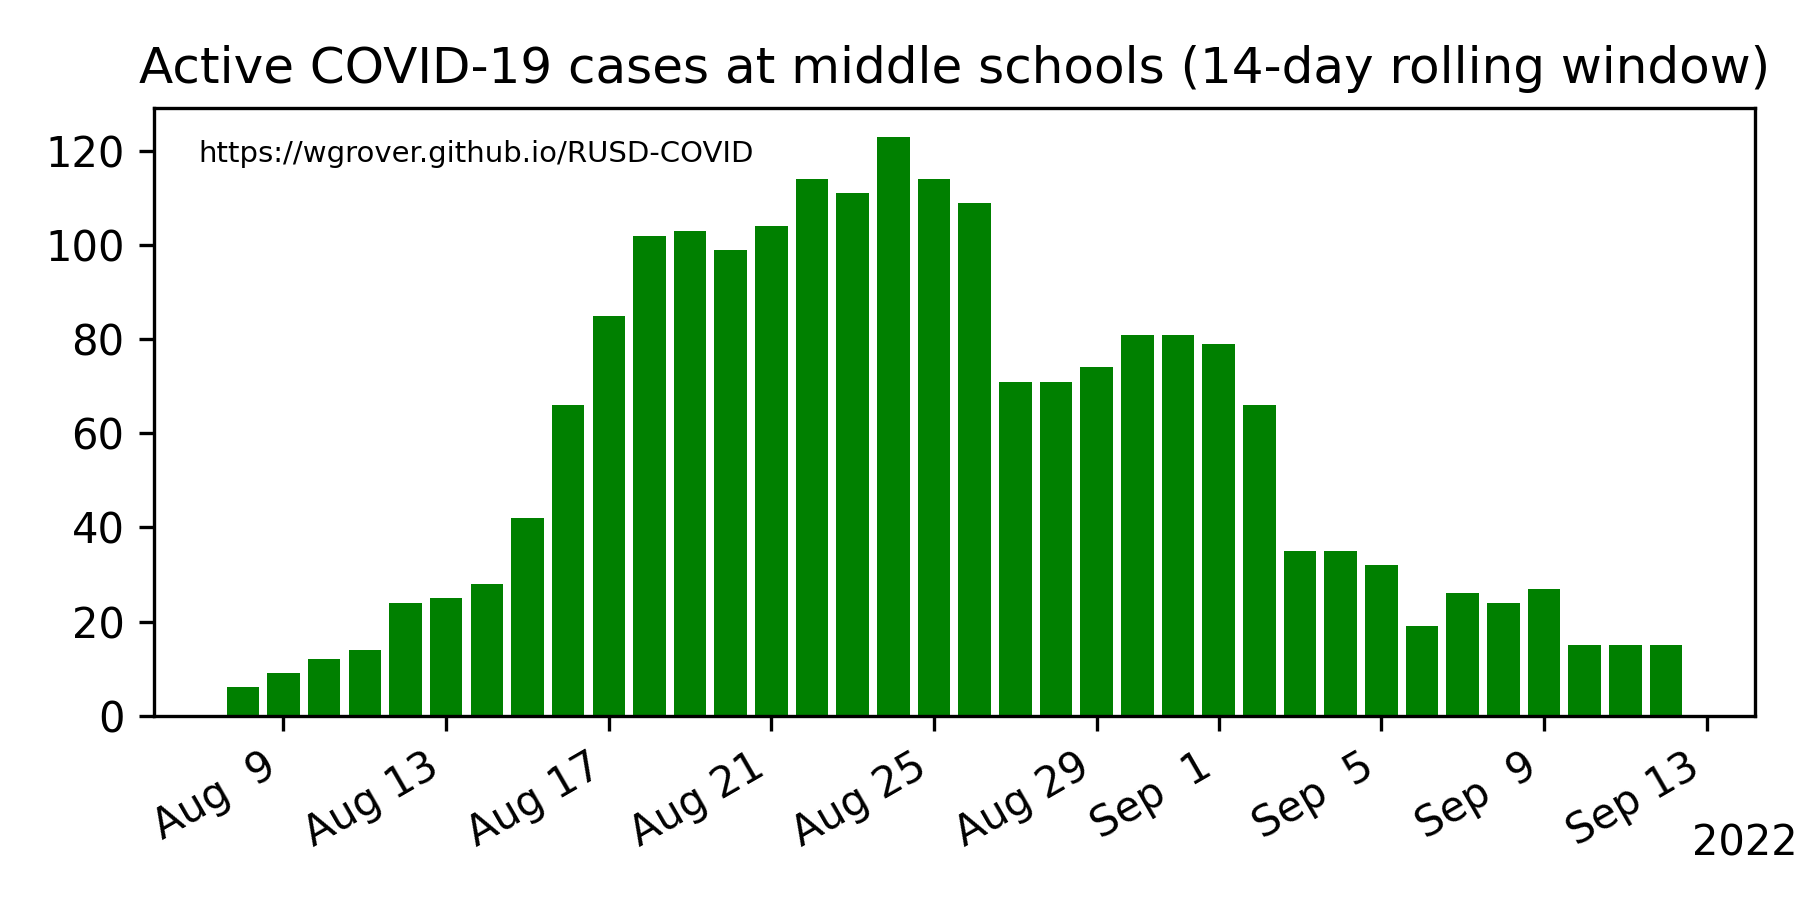 Active COVID-19 cases at middle schools (14-day rolling window)
https://wgrover.github.io/RUSD-COVID
120
100
80
60
40
20
0
Aug 9
Aug 13
Aug 17
Aug 21
Aug 25
Aug 29
Sep 1
Sep 5
Sep 9
Sep 13
2022